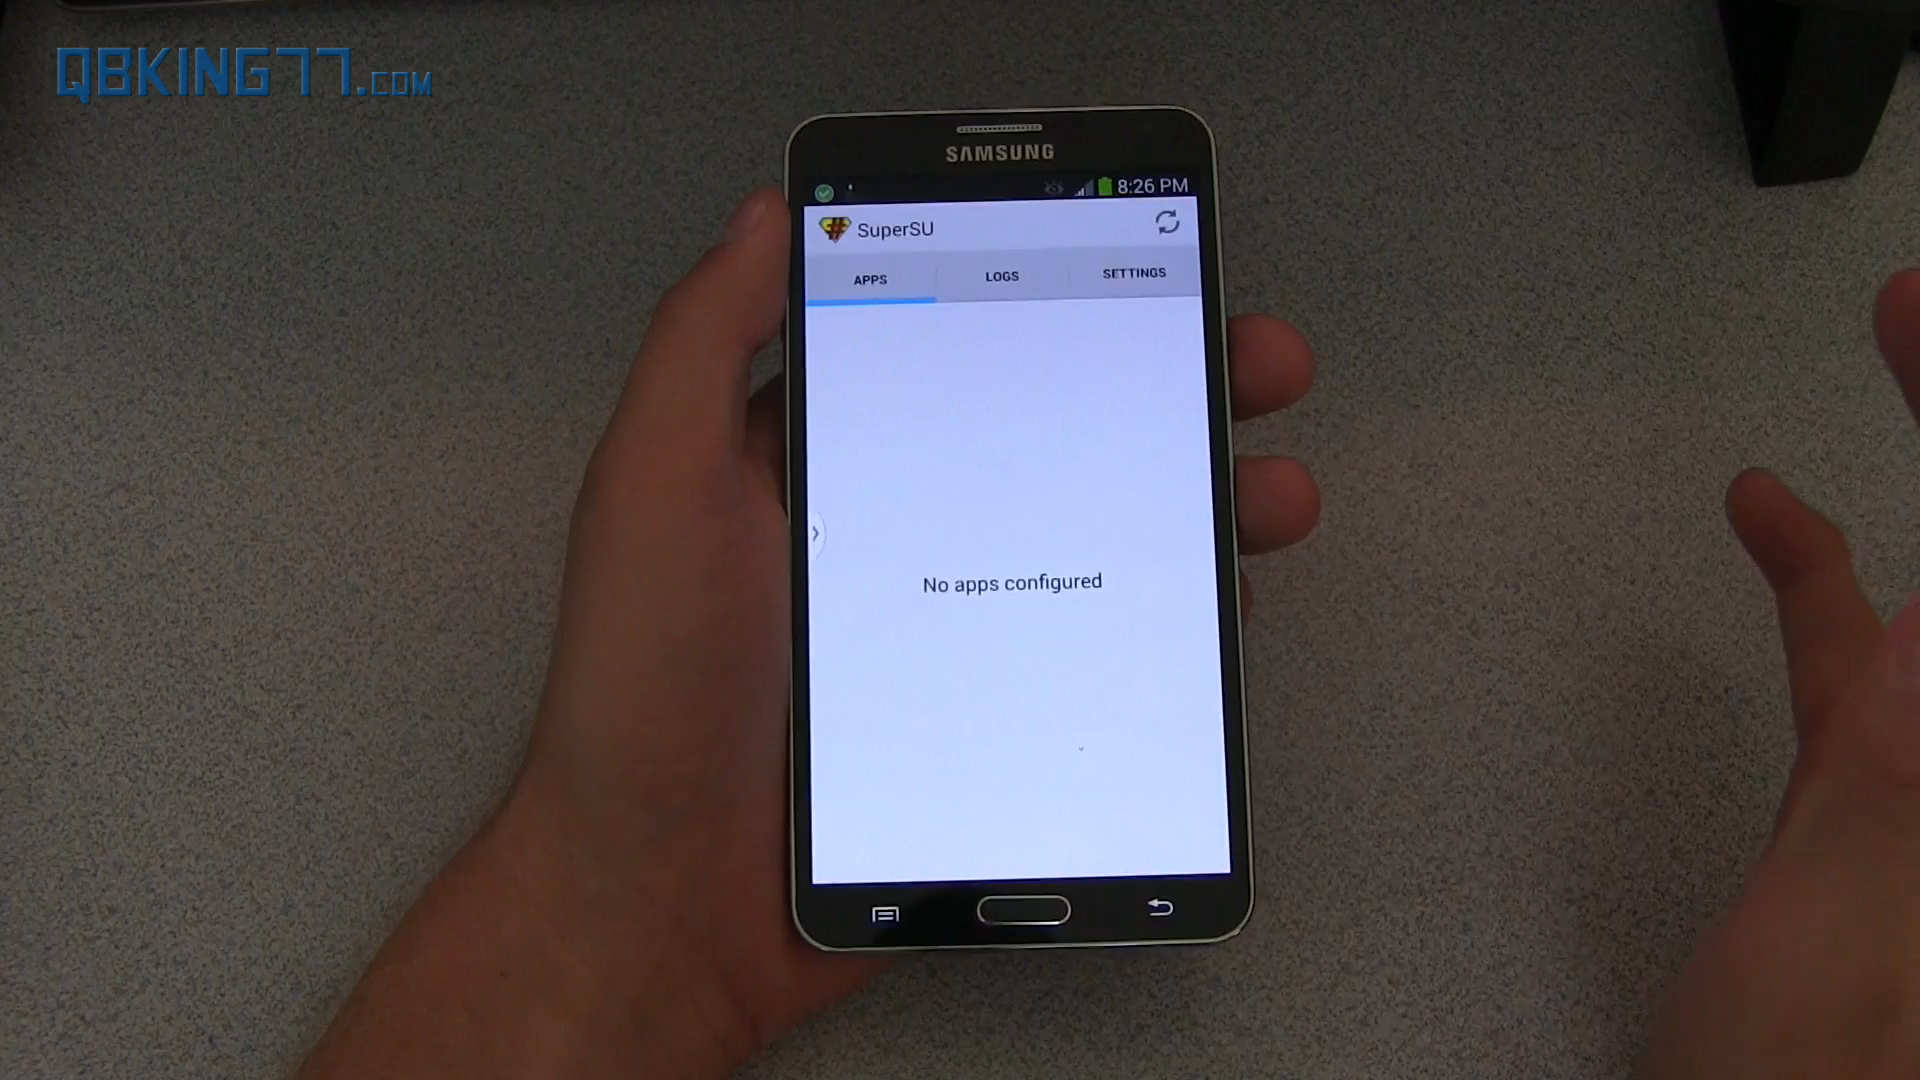 QBKING77.COM
SAMSUNG
8:26 PM
SuperSU
APPS
LOGS
SETTINGS
No apps configured